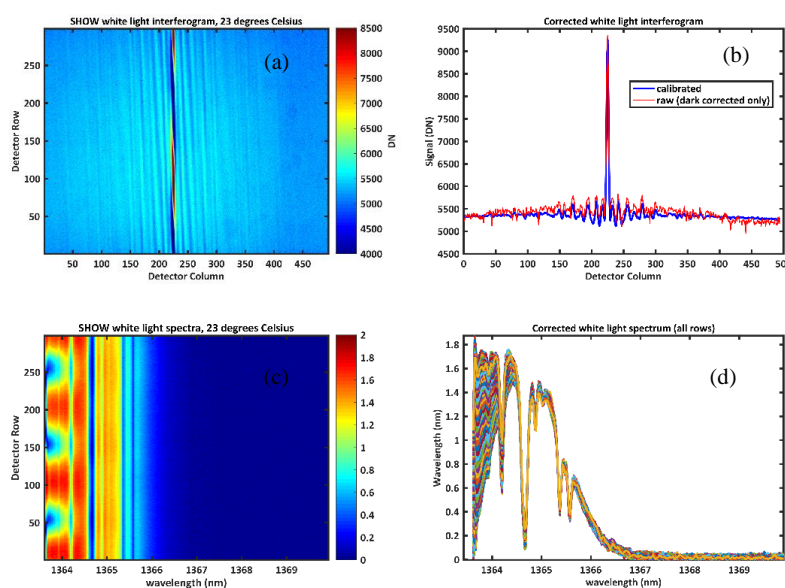 SHOW white light interferogram, 23 degrees Celsius
(a)
Detector Row
250
200
150
100
50
50 100 150 200 250 300 350 400 450
Detector Column
8500
8000
7500
7000
6500
6000
5500
5000
4500
4000
DN
Corrected white light interferogram
(b)
calibrated
raw (dark corrected only)
Signal (DN)
9500
9000
8500
8000
7500
7000
6500
6000
5500
5000
4500
0 50 100 150 200 250 300 350 400 450 500
Detector Column
SHOW white light spectra, 23 degrees Celsius
(c)
Detector Row
250
200
150
100
50
1364 1365 1366 1367 1368 1369
wavelength (nm)
2
1.8
1.6
1.4
1.2
1
0.8
0.6
0.4
0.2
0
Corrected white light spectrum (all rows)
(d)
Wavelength (nm)
1.8
1.6
1.4
1.2
1
0.8
0.6
0.4
0.2
0
1364 1365 1366 1367 1368 1369
wavelength (nm)